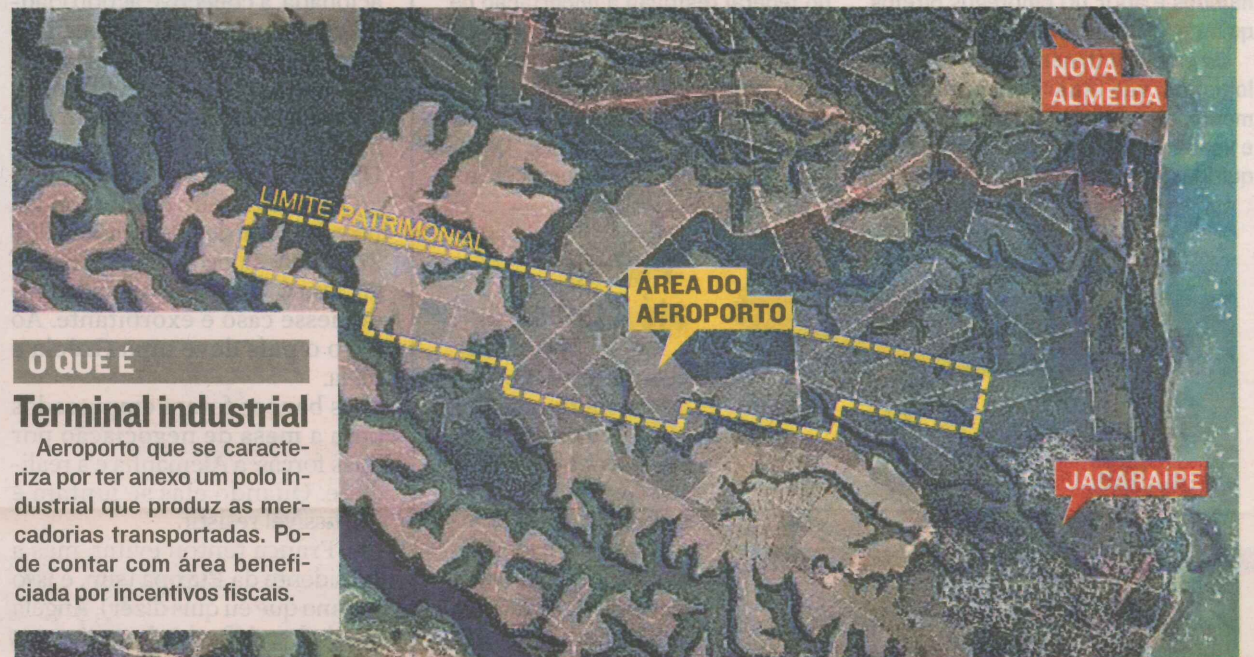 NOVA
ALMEIDA
LIMITE PATRIMONIAL
ÁREA DO
AEROPORTO
JACARAÍPE
O QUE É
Terminal industrial
Aeroporto que se caracte-
riza por ter anexo um polo in-
dustrial que produz as mer-
cadorias transportadas. Po-
de contar com área benefi-
ciada por incentivos fiscais.